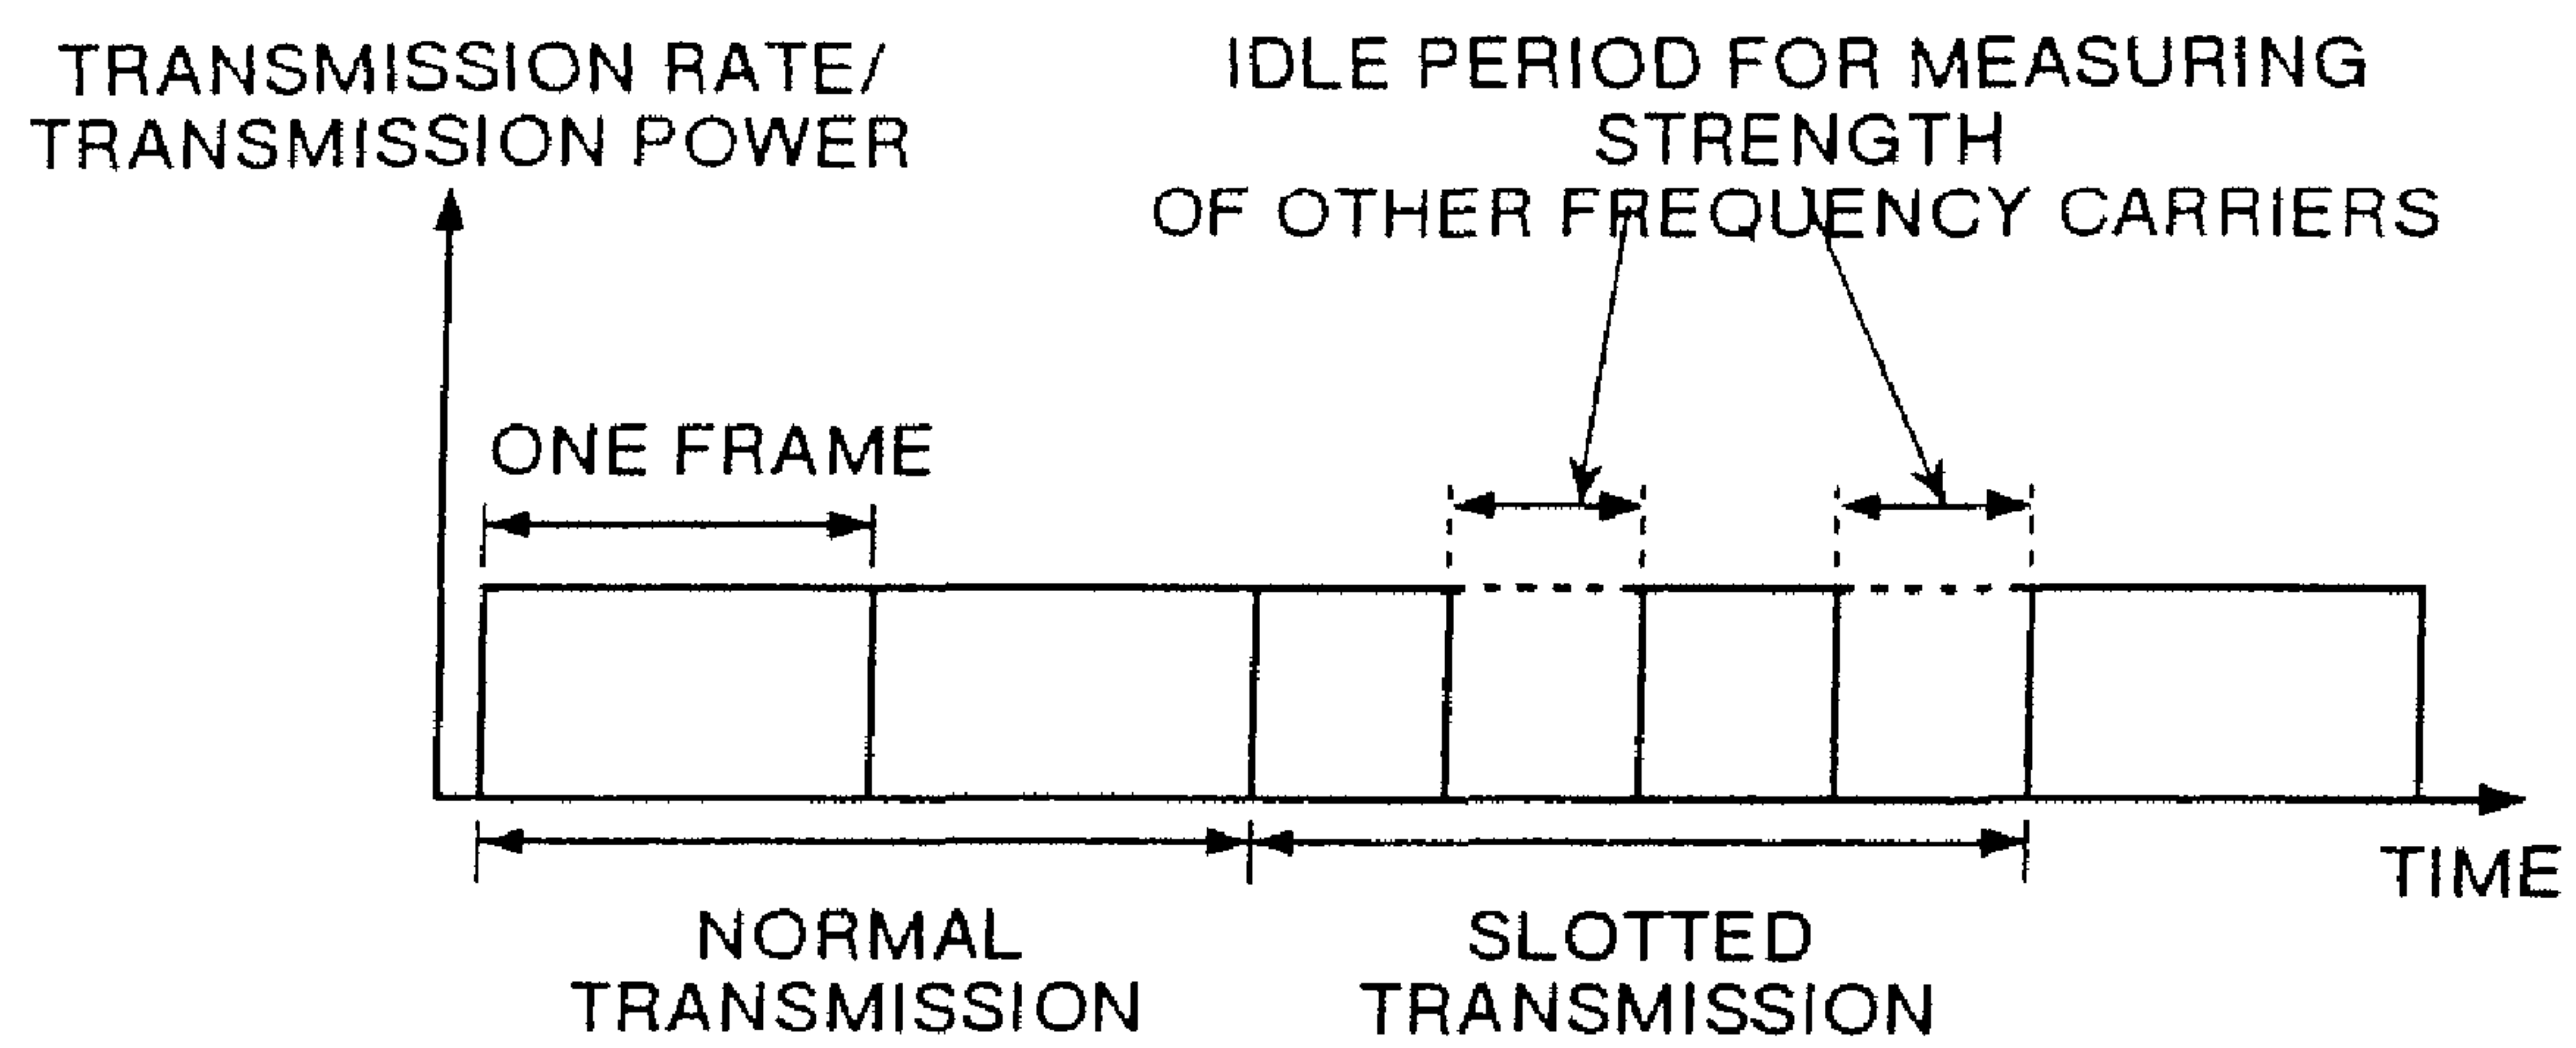 TRANSMISSION RATE/
TRANSMISSION POWER
IDLE PERIOD FOR MEASURING
STRENGTH
OF OTHER FREQUENCY CARRIERS
ONE FRAME
TIME
NORMAL
TRANSMISSION
SLOTTED
TRANSMISSION